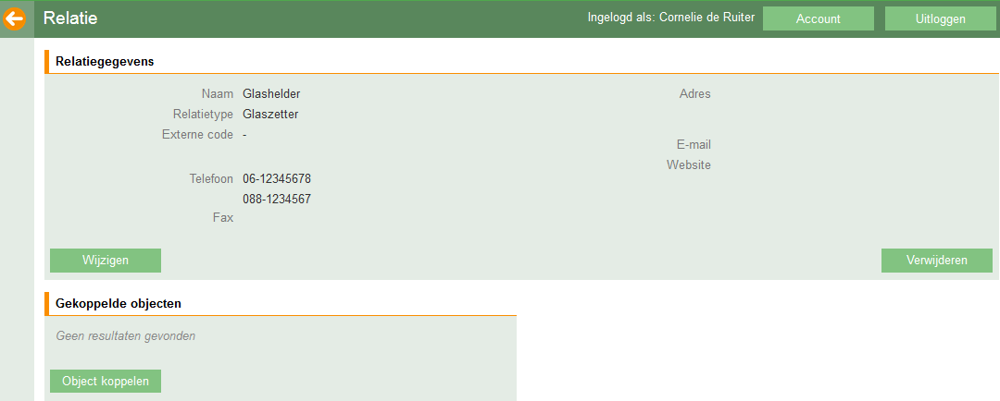 Relatie
Ingelogd als: Cornelie de Ruiter
Account
Uitloggen
Relatiegegevens
Naam Glashelder
Relatietype Glaszetter
Externe code -
Telefoon 06-12345678
088-1234567
Fax
Adres
E-mail
Website
Wijzigen
Verwijderen
Gekoppelde objecten
Geen resultaten gevonden
Object koppelen